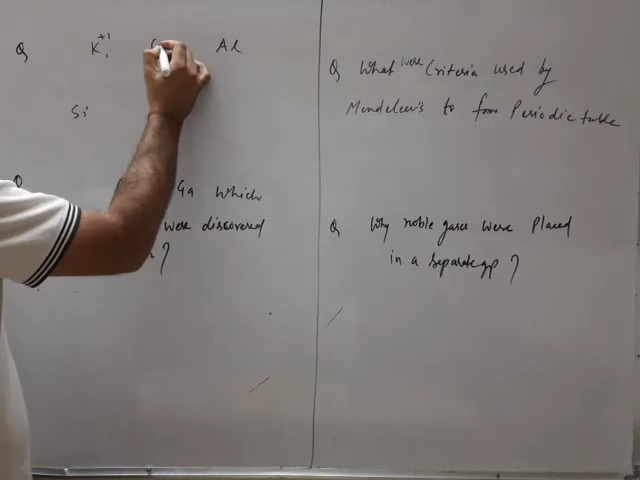 Q K+1, C Al
Si
Q Ga which
were discovered
?
Q What were Criteria used by
Mendeleev's to form Periodic table
Q Why noble gases were placed
in a separate gp ?